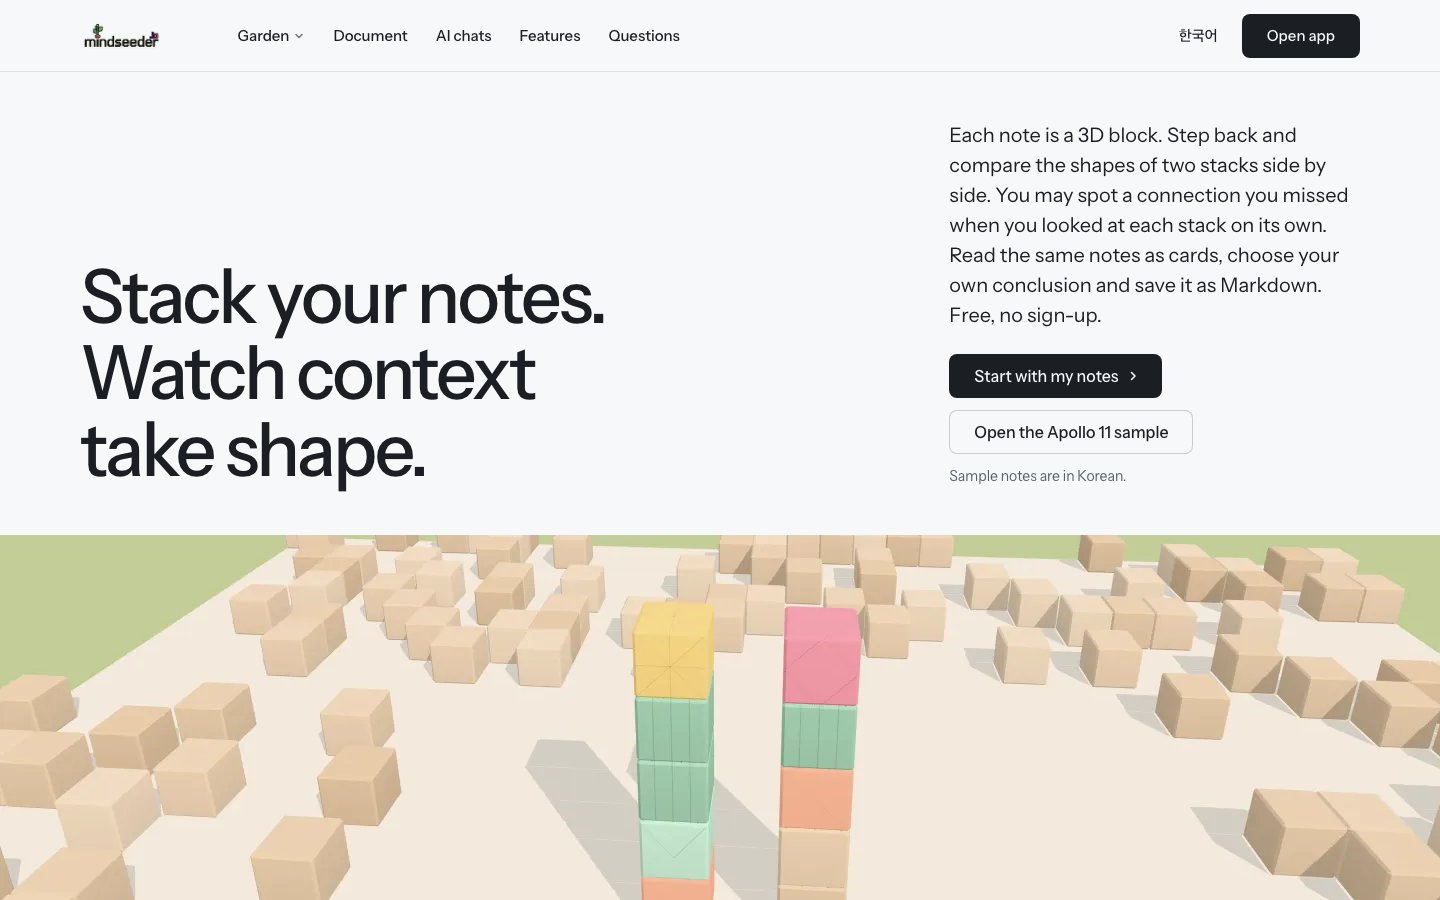 mindseeder
Garden
Document
AI chats
Features
Questions
한국어
Open app
Stack your notes.
Watch context
take shape.
Each note is a 3D block. Step back and
compare the shapes of two stacks side by
side. You may spot a connection you missed
when you looked at each stack on its own.
Read the same notes as cards, choose your
own conclusion and save it as Markdown.
Free, no sign-up.
Start with my notes
Open the Apollo 11 sample
Sample notes are in Korean.